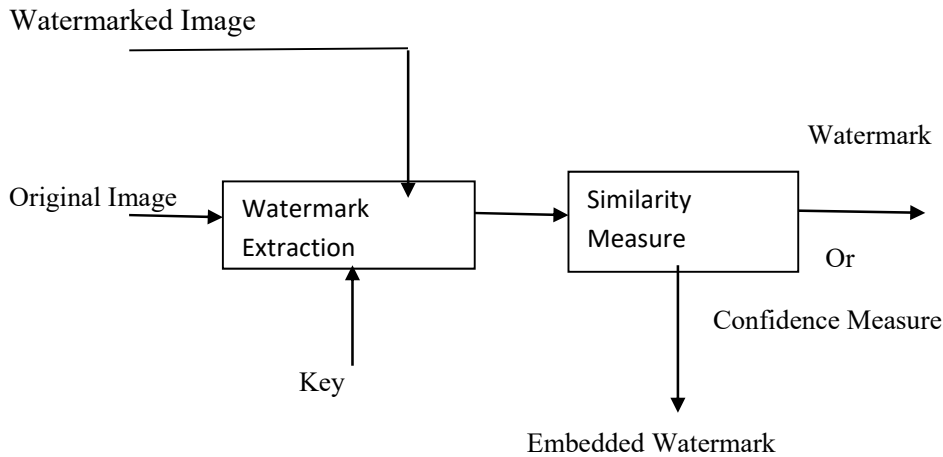 Watermarked Image
Watermark
Original Image
Watermark
Extraction
Similarity
Measure
Or
Confidence Measure
Key
Embedded Watermark